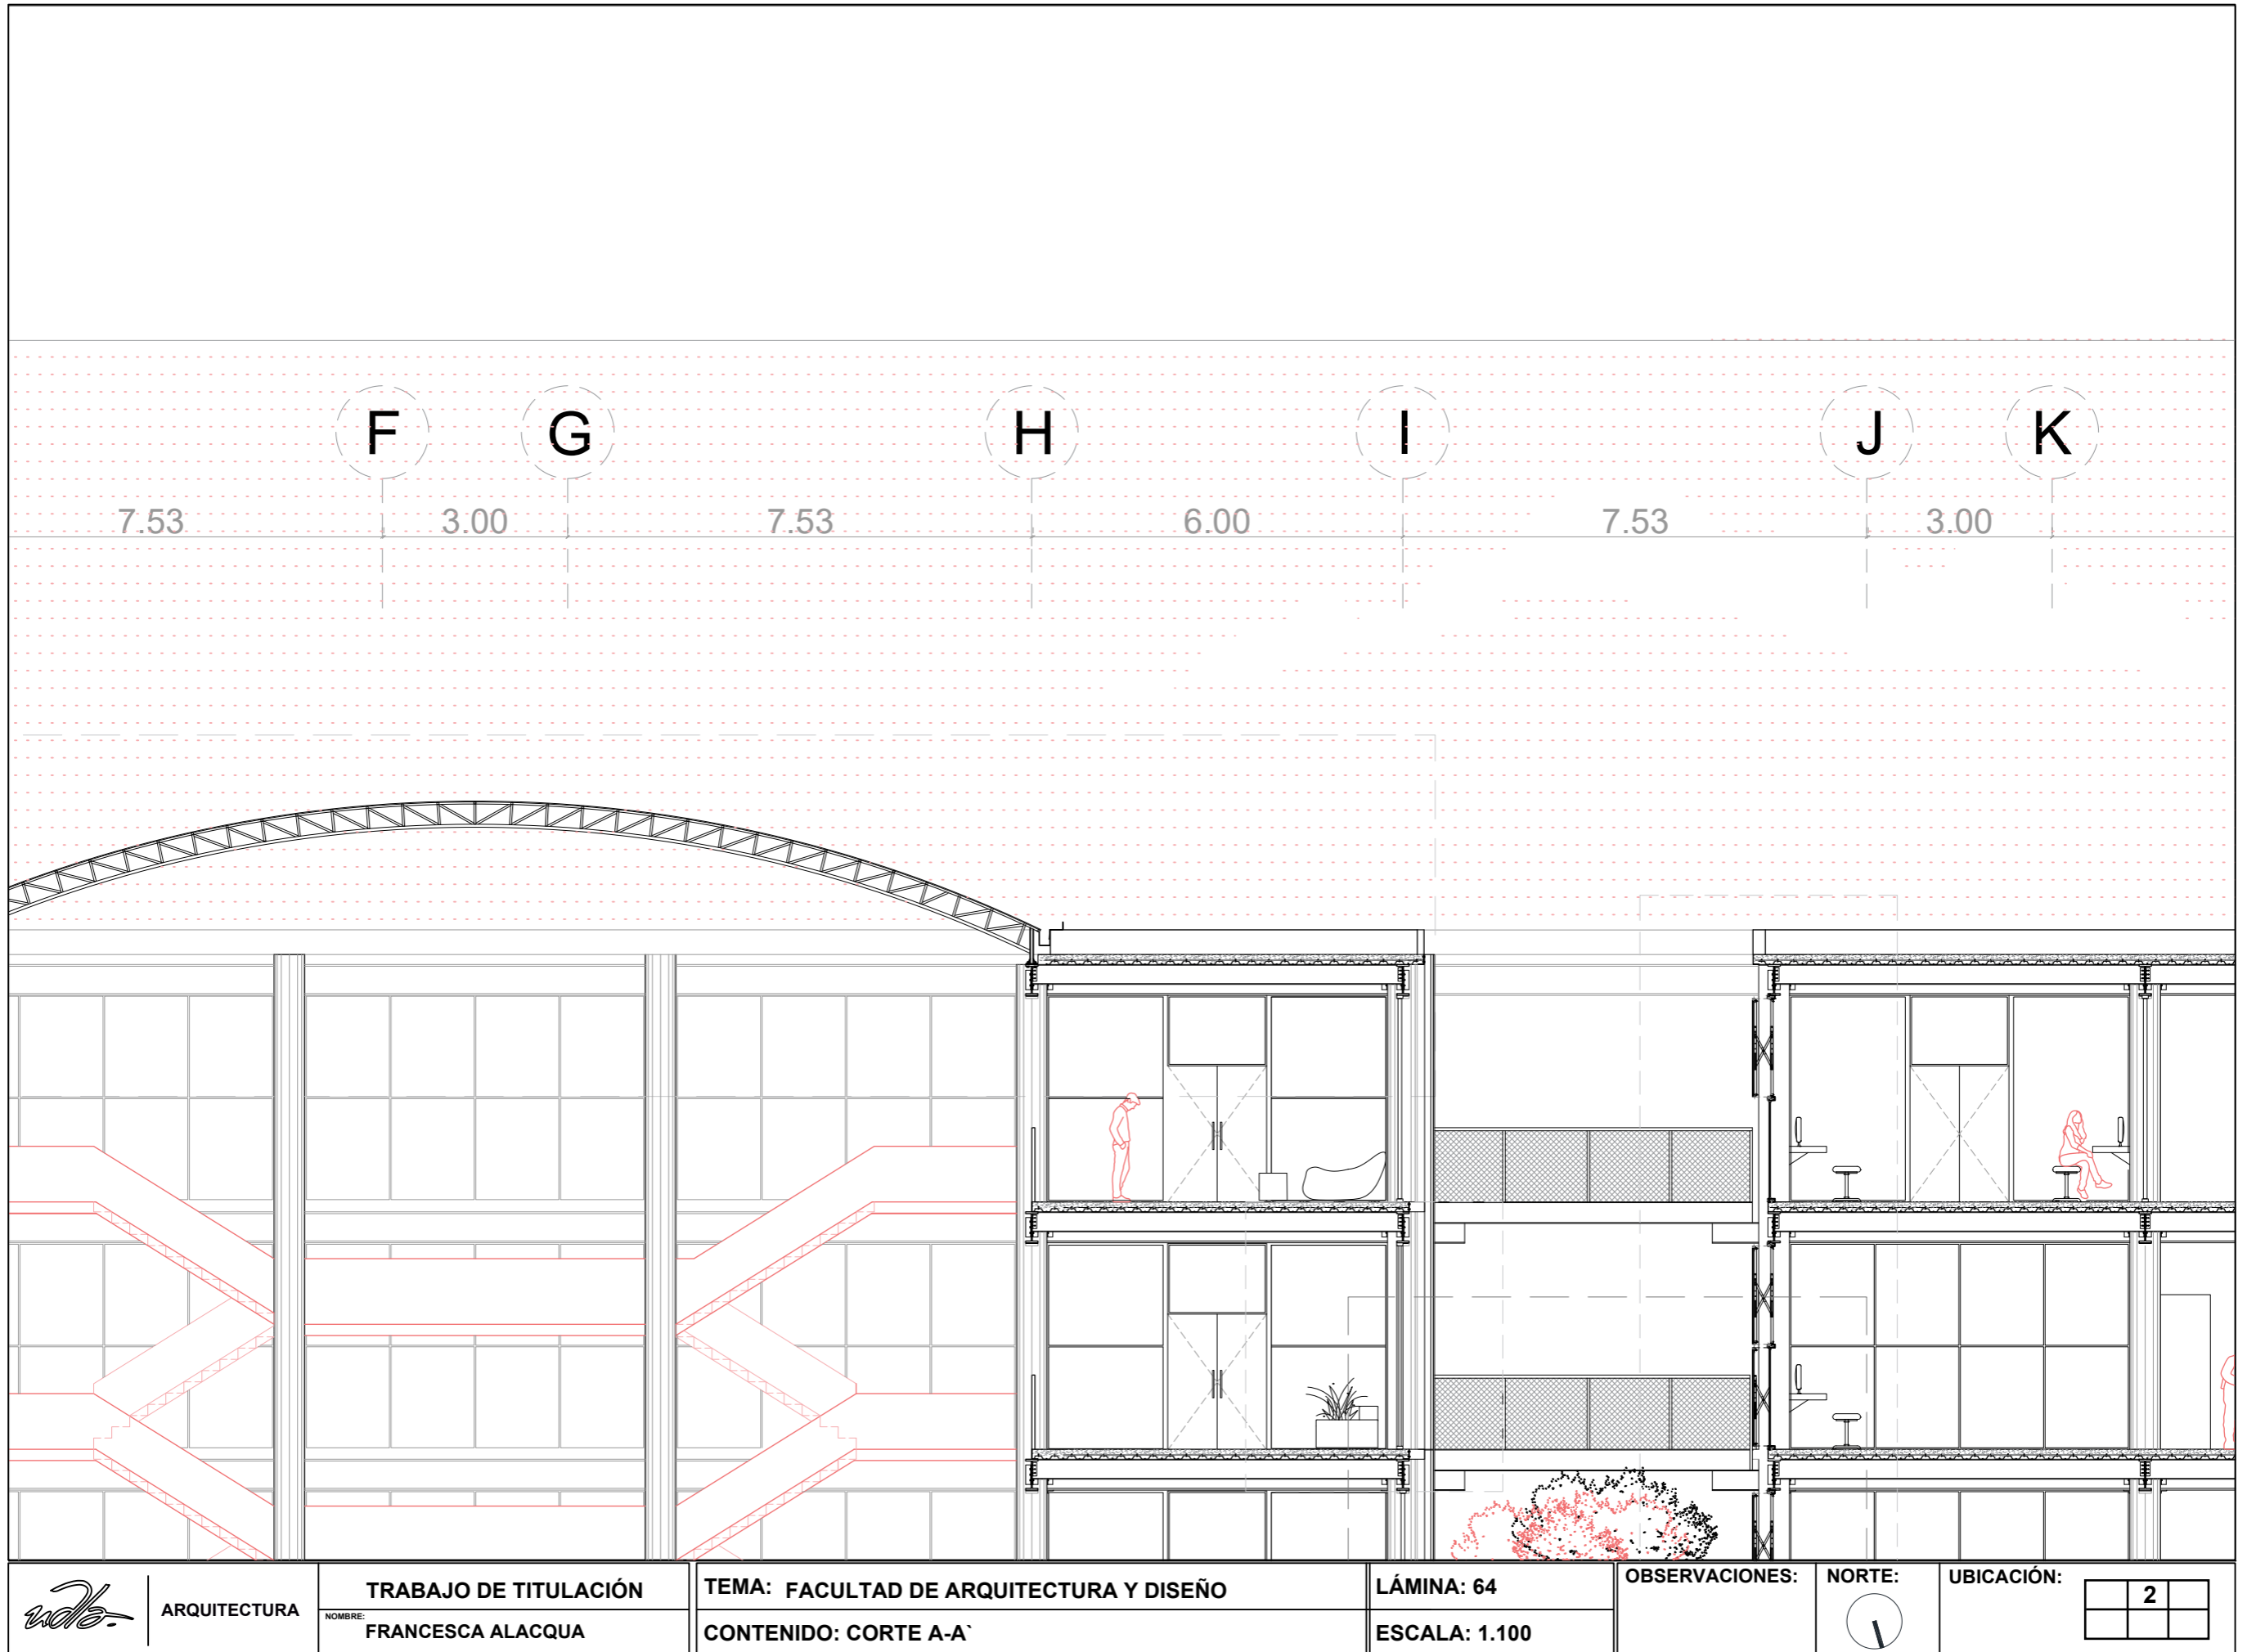 F G H I J K
7.53 3.00 7.53 6.00 7.53 3.00
udla-
ARQUITECTURA
TRABAJO DE TITULACIÓN
NOMBRE:
FRANCESCA ALACQUA
TEMA: FACULTAD DE ARQUITECTURA Y DISEÑO
CONTENIDO: CORTE A-A`
LÁMINA: 64
ESCALA: 1.100
OBSERVACIONES:
NORTE:
UBICACIÓN:
2